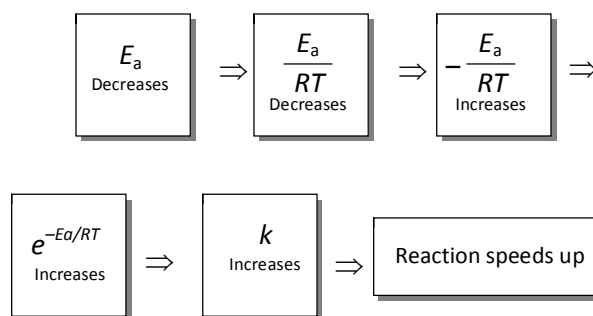 Eₐ ⇒ Eₐ/RT ⇒ −Eₐ/RT ⇒
Decreases Decreases Increases
e^−Ea/RT ⇒ k ⇒ Reaction speeds up
Increases Increases